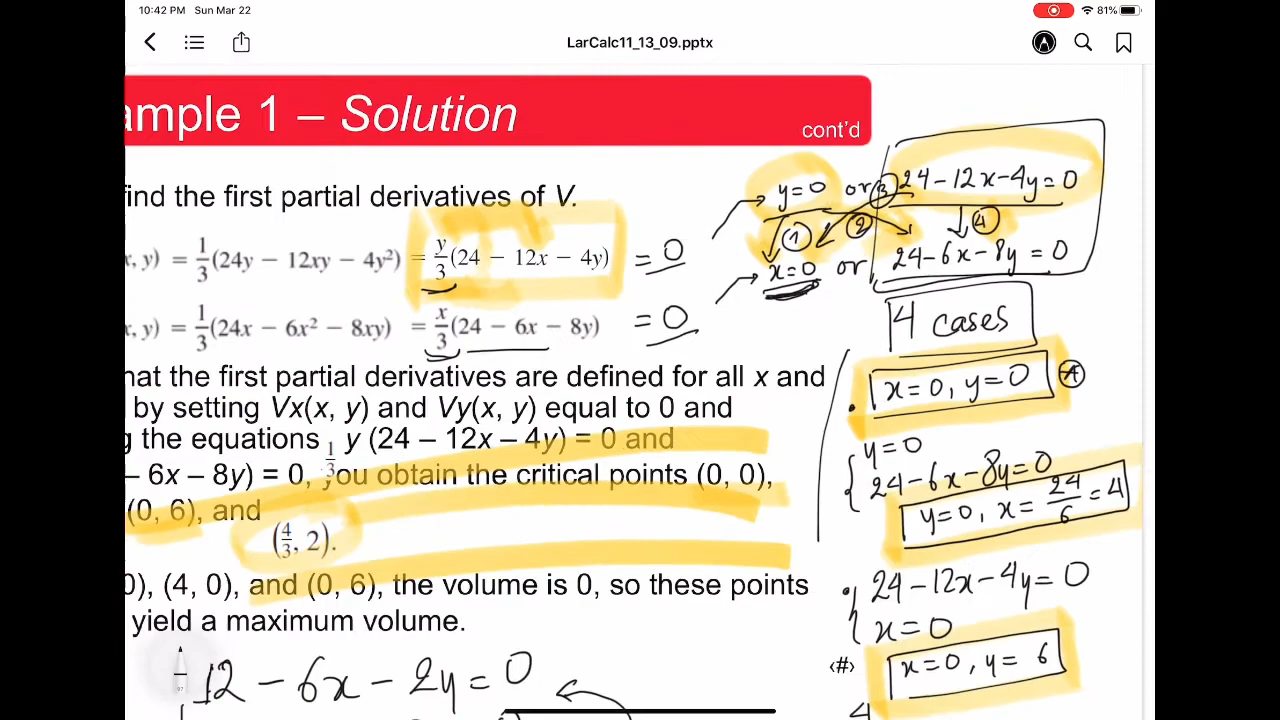 10:42 PM Sun Mar 22
81%
LarCalc11_13_09.pptx
ample 1 – Solution
cont'd
find the first partial derivatives of V.
x, y) = 1/3(24y − 12xy − 4y²) = y/3(24 − 12x − 4y) = 0
x, y) = 1/3(24x − 6x² − 8xy) = x/3(24 − 6x − 8y) = 0
hat the first partial derivatives are defined for all x and
by setting Vx(x, y) and Vy(x, y) equal to 0 and
g the equations 1/3 y (24 – 12x – 4y) = 0 and
– 6x – 8y) = 0, you obtain the critical points (0, 0),
(0, 6), and
(4/3, 2).
0), (4, 0), and (0, 6), the volume is 0, so these points
yield a maximum volume.
12 - 6x - 2y = 0
y=0 or 3 24-12x-4y=0
1 2 4
x=0 or 24-6x-8y=0
4 cases
x=0, y=0
y=0
24-6x-8y=0
y=0, x= 24/6 =4
24-12x-4y=0
x=0
‹#›
x=0, y= 6
4